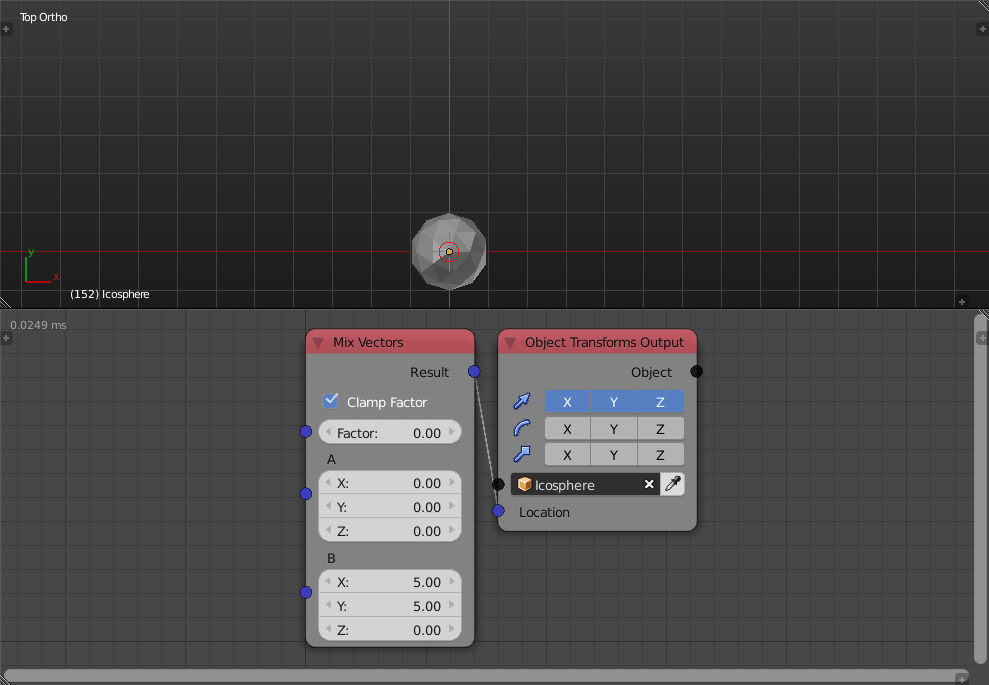 Top Ortho
y
x
(152) Icosphere
0.0249 ms
Mix Vectors
Result
Clamp Factor
Factor: 0.00
A
X: 0.00
Y: 0.00
Z: 0.00
B
X: 5.00
Y: 5.00
Z: 0.00
Object Transforms Output
Object
X Y Z
X Y Z
X Y Z
Icosphere
Location